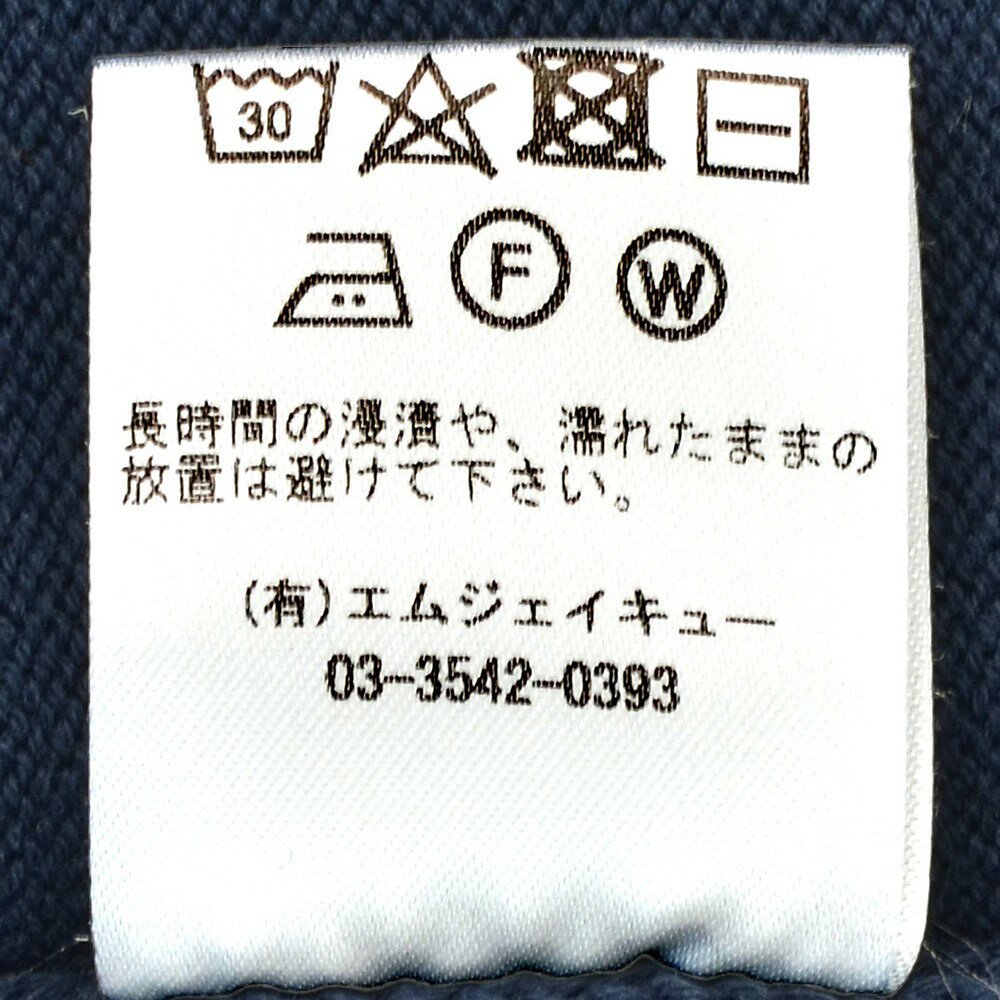 30
F W
長時間の浸漬や、濡れたままの
放置は避けて下さい。
(有)エムジェイキュー
03-3542-0393